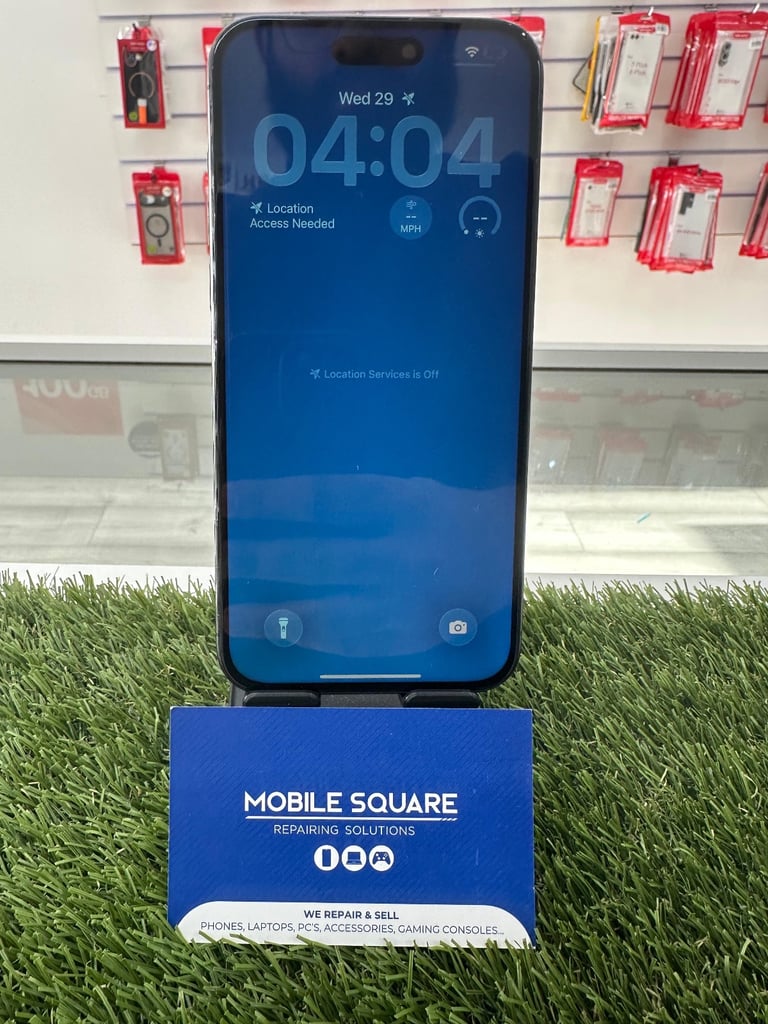 Wed 29
04:04
Location
Access Needed
--
MPH
--
Location Services is Off
MOBILE SQUARE
REPAIRING SOLUTIONS
WE REPAIR & SELL
PHONES, LAPTOPS, PC'S, ACCESSORIES, GAMING CONSOLES...